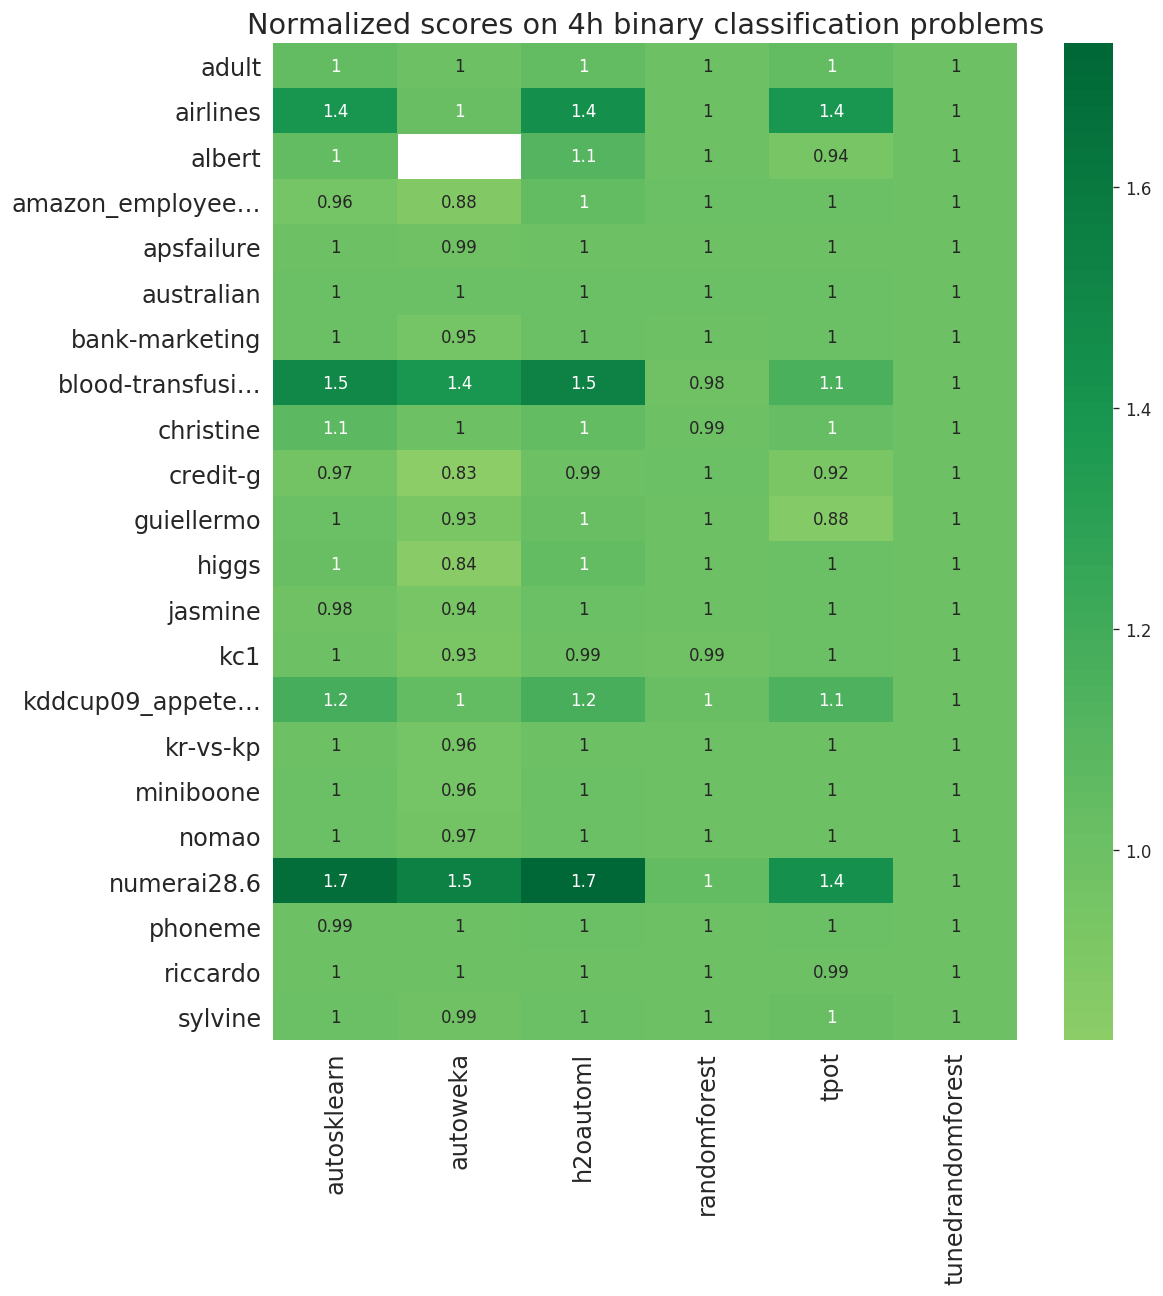 Normalized scores on 4h binary classification problems
adult 1 1 1 1 1 1
airlines 1.4 1 1.4 1 1.4 1
albert 1 1.1 1 0.94 1
amazon_employee… 0.96 0.88 1 1 1 1
apsfailure 1 0.99 1 1 1 1
australian 1 1 1 1 1 1
bank-marketing 1 0.95 1 1 1 1
blood-transfusi… 1.5 1.4 1.5 0.98 1.1 1
christine 1.1 1 1 0.99 1 1
credit-g 0.97 0.83 0.99 1 0.92 1
guiellermo 1 0.93 1 1 0.88 1
higgs 1 0.84 1 1 1 1
jasmine 0.98 0.94 1 1 1 1
kc1 1 0.93 0.99 0.99 1 1
kddcup09_appete… 1.2 1 1.2 1 1.1 1
kr-vs-kp 1 0.96 1 1 1 1
miniboone 1 0.96 1 1 1 1
nomao 1 0.97 1 1 1 1
numerai28.6 1.7 1.5 1.7 1 1.4 1
phoneme 0.99 1 1 1 1 1
riccardo 1 1 1 1 0.99 1
sylvine 1 0.99 1 1 1 1
autosklearn
autoweka
h2oautoml
randomforest
tpot
tunedrandomforest
1.6
1.4
1.2
1.0